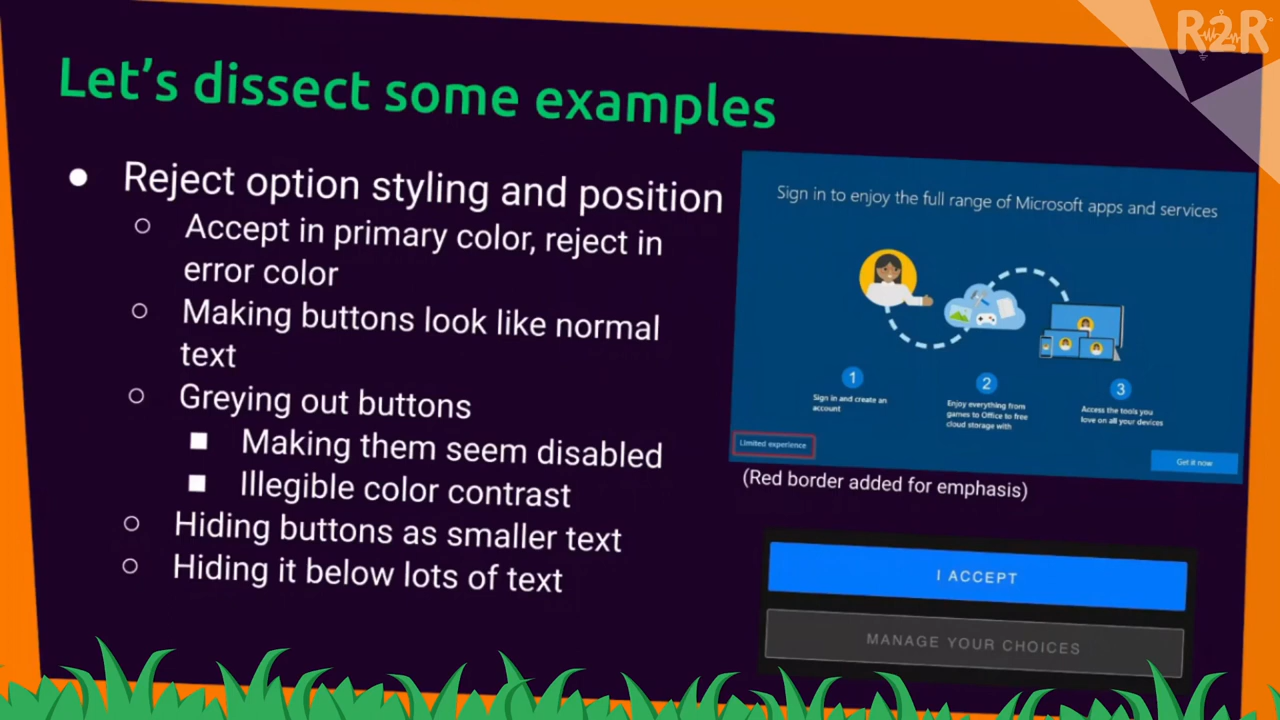 R2R
Let's dissect some examples
● Reject option styling and position
○ Accept in primary color, reject in
error color
○ Making buttons look like normal
text
○ Greying out buttons
■ Making them seem disabled
■ Illegible color contrast
○ Hiding buttons as smaller text
○ Hiding it below lots of text
Sign in to enjoy the full range of Microsoft apps and services
1
Sign in and create an
account
2
Enjoy everything from
games to Office to free
cloud storage with
3
Access the tools you
love on all your devices
Limited experience
Get it now
(Red border added for emphasis)
I ACCEPT
MANAGE YOUR CHOICES